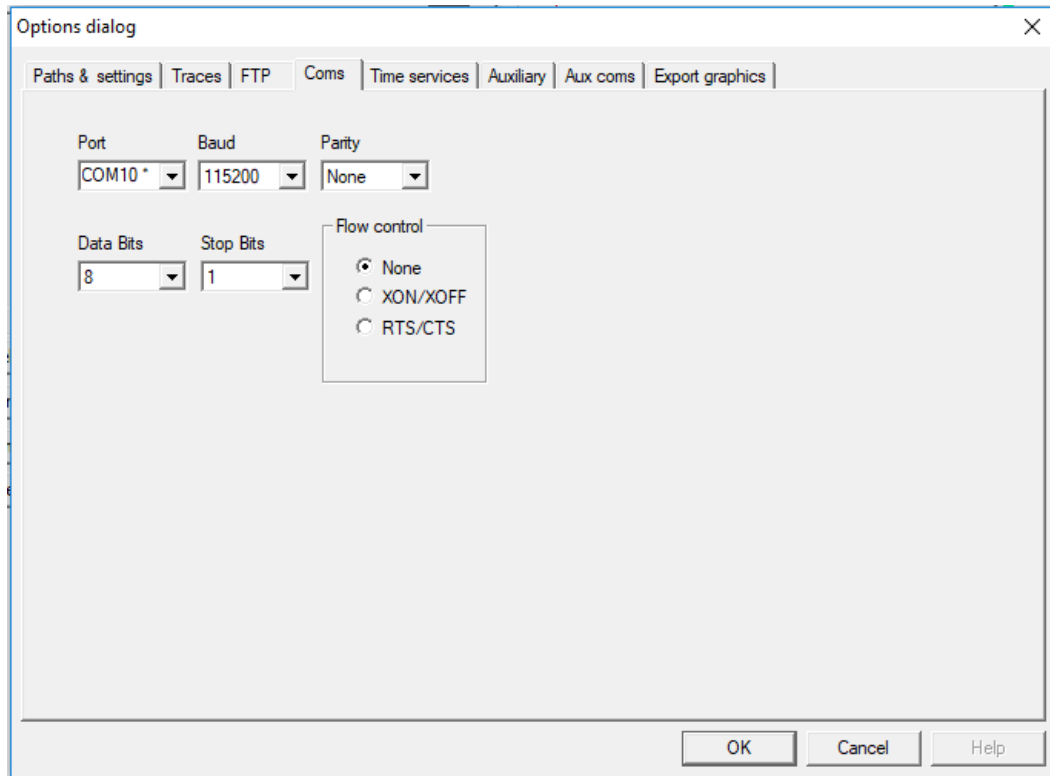 Options dialog
Paths & settings Traces FTP Coms Time services Auxiliary Aux coms Export graphics
Port Baud Parity
COM10 * 115200 None
Data Bits Stop Bits Flow control
8 1 None
XON/XOFF
RTS/CTS
OK Cancel Help